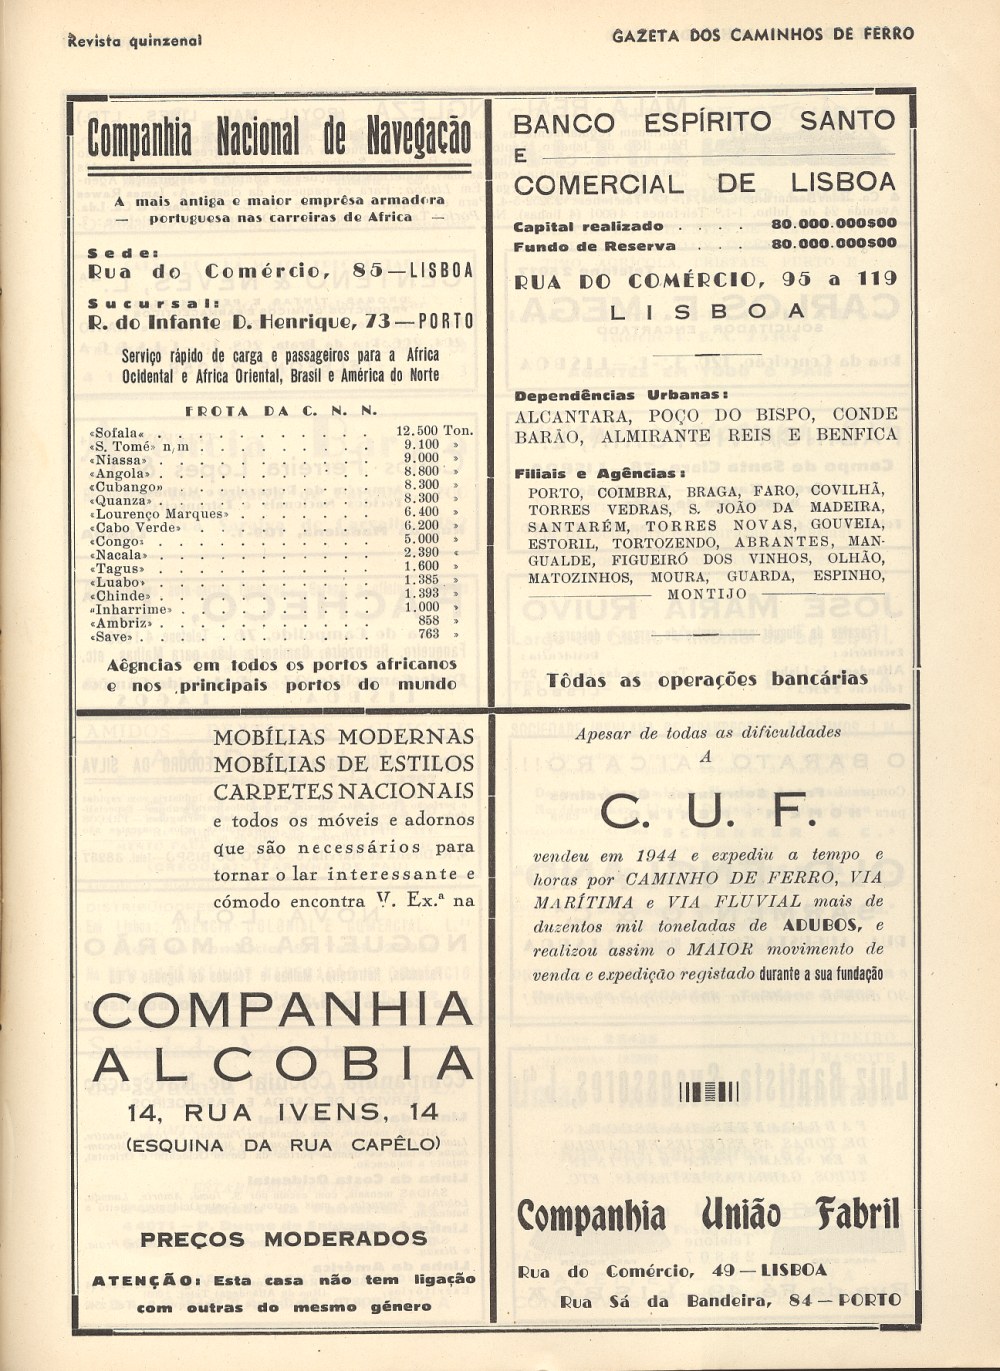 Revista quinzenal
GAZETA DOS CAMINHOS DE FERRO
Companhia Nacional de Navegação
A mais antiga e maior emprêsa armadora
— portuguesa nas carreiras de Africa —
Sede:
Rua do Comércio, 85—LISBOA
Sucursal:
R. do Infante D. Henrique, 73—PORTO
Serviço rápido de carga e passageiros para a Africa
Ocidental e Africa Oriental, Brasil e América do Norte
FROTA DA C. N. N.
«Sofala« . . . . . . . . . . 12.500 Ton.
«S. Tomé» n/m . . . . . . . . 9.100 »
«Niassa» . . . . . . . . . . 9.000 »
«Angola» . . . . . . . . . . 8.800 »
«Cubango» . . . . . . . . . 8.300 »
«Quanza» . . . . . . . . . . 8.300 »
«Lourenço Marques» . . . . . . 6.400 »
«Cabo Verde» . . . . . . . . 6.200 »
«Congo: . . . . . . . . . . 5.000 »
«Nacala» . . . . . . . . . . 2.390 «
«Tagus» . . . . . . . . . . 1.600 »
«Luabo» . . . . . . . . . . 1.385 »
«Chinde» . . . . . . . . . . 1.393 »
«Inharrime» . . . . . . . . . 1.000 »
«Ambriz» . . . . . . . . . . 858 »
«Save» . . . . . . . . . . . 763 »
Aêgncias em todos os portos africanos
e nos principais portos do mundo
BANCO ESPÍRITO SANTO
E
COMERCIAL DE LISBOA
Capital realizado . . . . 80.000.000$00
Fundo de Reserva . . . 80.000.000$00
RUA DO COMÉRCIO, 95 a 119
LISBOA
Dependências Urbanas:
ALCANTARA, POÇO DO BISPO, CONDE
BARÃO, ALMIRANTE REIS E BENFICA
Filiais e Agências:
PORTO, COIMBRA, BRAGA, FARO, COVILHÃ,
TORRES VEDRAS, S. JOÃO DA MADEIRA,
SANTARÉM, TORRES NOVAS, GOUVEIA,
ESTORIL, TORTOZENDO, ABRANTES, MAN-
GUALDE, FIGUEIRÓ DOS VINHOS, OLHÃO,
MATOZINHOS, MOURA, GUARDA, ESPINHO,
MONTIJO
Tôdas as operações bancárias
MOBÍLIAS MODERNAS
MOBÍLIAS DE ESTILOS
CARPETES NACIONAIS
e todos os móveis e adornos
que são necessários para
tornar o lar interessante e
cómodo encontra V. Ex.ª na
COMPANHIA
ALCOBIA
14, RUA IVENS, 14
(ESQUINA DA RUA CAPÊLO)
PREÇOS MODERADOS
ATENÇÃO: Esta casa não tem ligação
com outras do mesmo género
Apesar de todas as dificuldades
A
C. U. F.
vendeu em 1944 e expediu a tempo e
horas por CAMINHO DE FERRO, VIA
MARÍTIMA e VIA FLUVIAL mais de
duzentos mil toneladas de ADUBOS, e
realizou assim o MAIOR movimento de
venda e expedição registado durante a sua fundação
Companhia União Fabril
Rua do Comércio, 49—LISBOA
Rua Sá da Bandeira, 84—PORTO